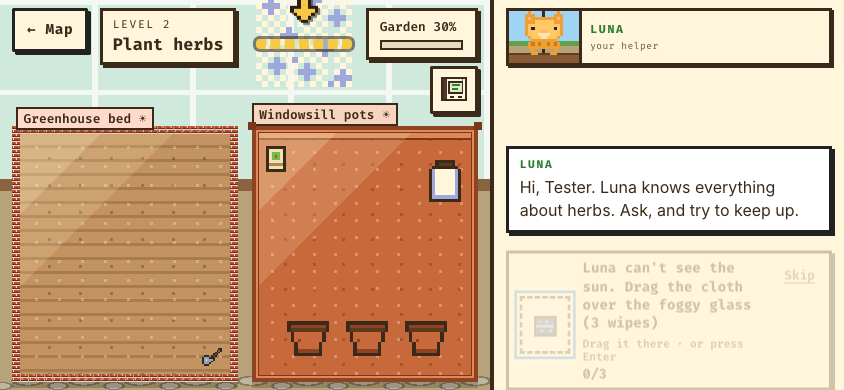 ← Map
LEVEL 2
Plant herbs
Garden 30%
Greenhouse bed ☀
Windowsill pots ☀
LUNA
your helper
LUNA
Hi, Tester. Luna knows everything
about herbs. Ask, and try to keep up.
Luna can't see the
sun. Drag the cloth
over the foggy glass
(3 wipes)
Skip
Drag it there · or press
Enter
0/3